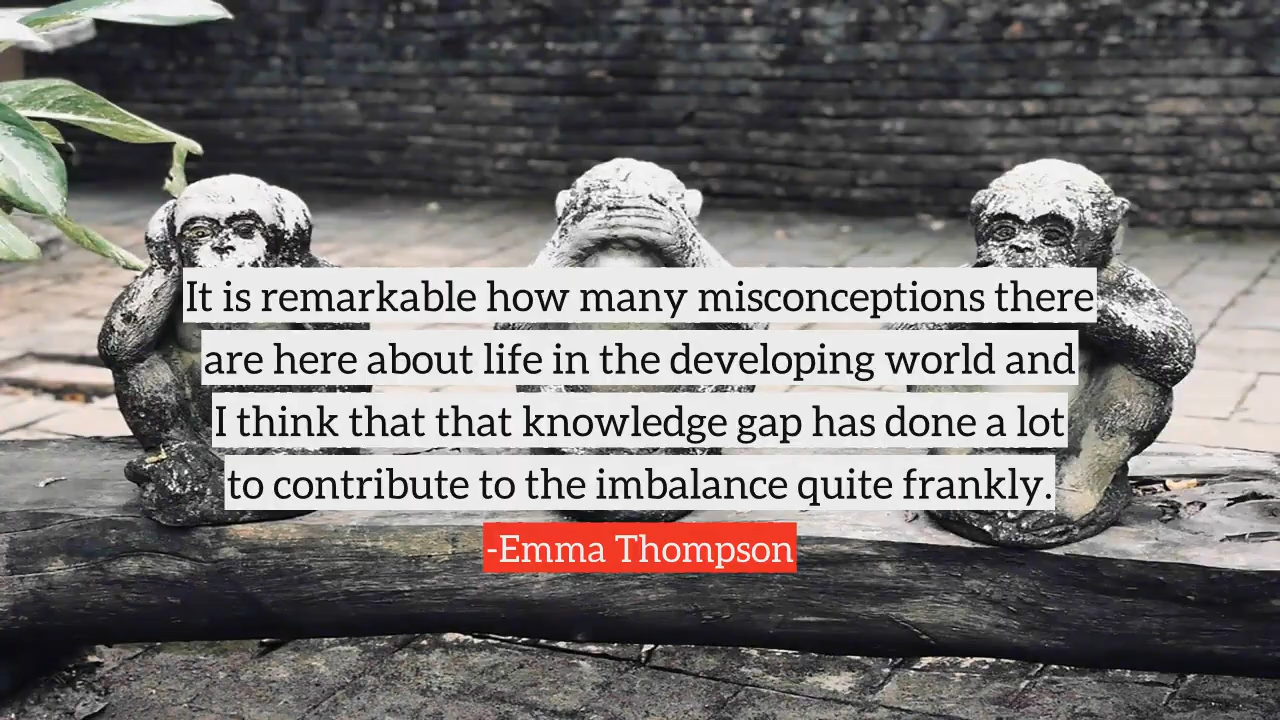 It is remarkable how many misconceptions there
are here about life in the developing world and
I think that that knowledge gap has done a lot
to contribute to the imbalance quite frankly.
-Emma Thompson